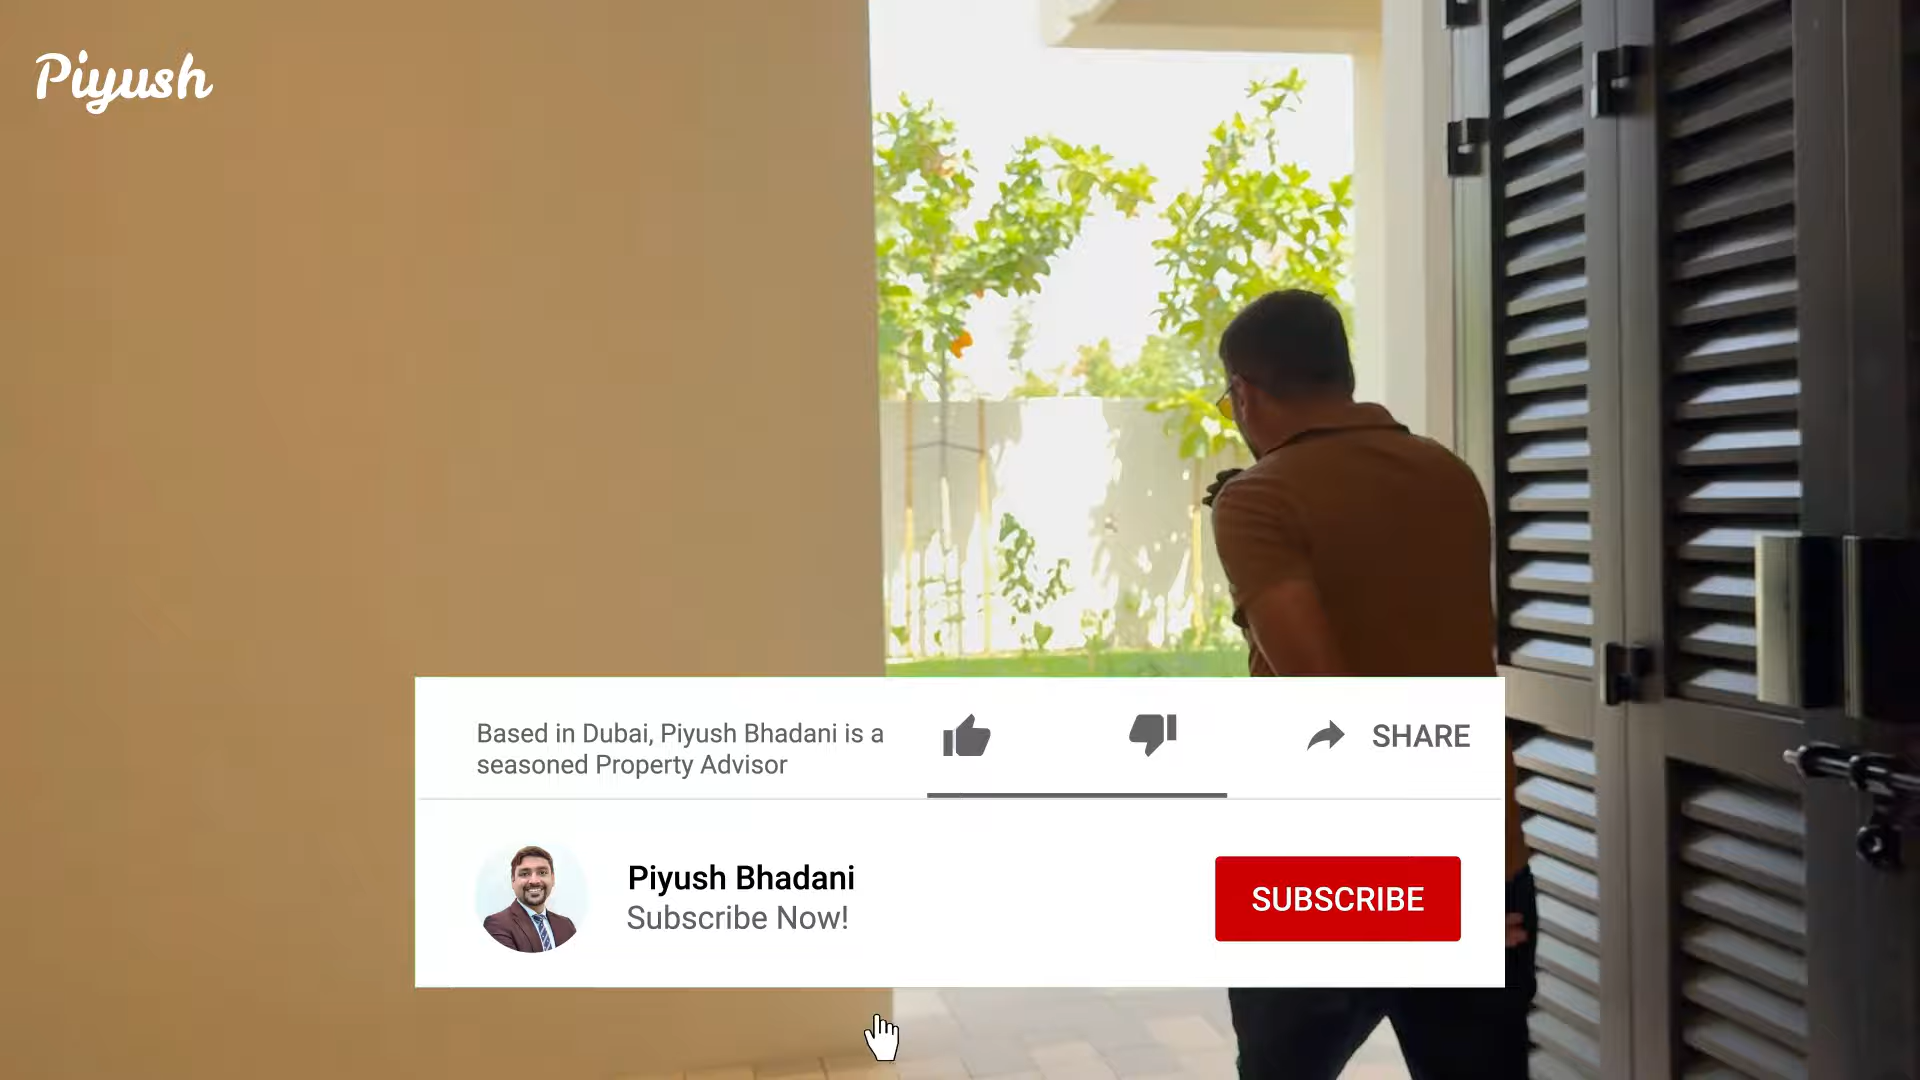 Piyush
Based in Dubai, Piyush Bhadani is a
seasoned Property Advisor
SHARE
Piyush Bhadani
Subscribe Now!
SUBSCRIBE